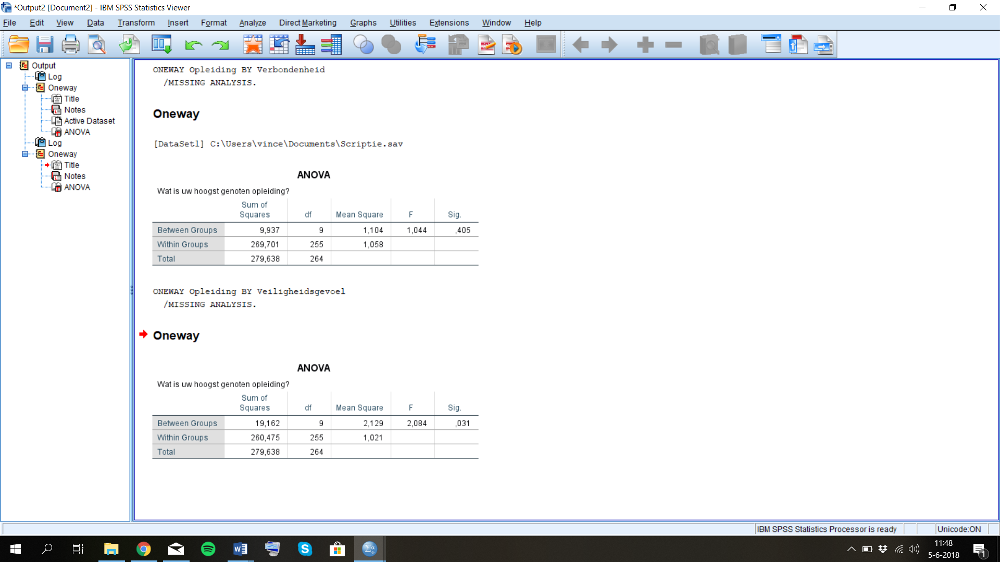 *Output2 [Document2] - IBM SPSS Statistics Viewer
File Edit View Data Transform Insert Format Analyze Direct Marketing Graphs Utilities Extensions Window Help
Output
Log
Oneway
Title
Notes
Active Dataset
ANOVA
Log
Oneway
Title
Notes
ANOVA
ONEWAY Opleiding BY Verbondenheid
/MISSING ANALYSIS.
Oneway
[DataSet1] C:\Users\vince\Documents\Scriptie.sav
ANOVA
Wat is uw hoogst genoten opleiding?
Sum of Squares df Mean Square F Sig.
Between Groups 9,937 9 1,104 1,044 ,405
Within Groups 269,701 255 1,058
Total 279,638 264
ONEWAY Opleiding BY Veiligheidsgevoel
/MISSING ANALYSIS.
Oneway
ANOVA
Wat is uw hoogst genoten opleiding?
Sum of Squares df Mean Square F Sig.
Between Groups 19,162 9 2,129 2,084 ,031
Within Groups 260,475 255 1,021
Total 279,638 264
IBM SPSS Statistics Processor is ready Unicode:ON
11:48
5-6-2018
1